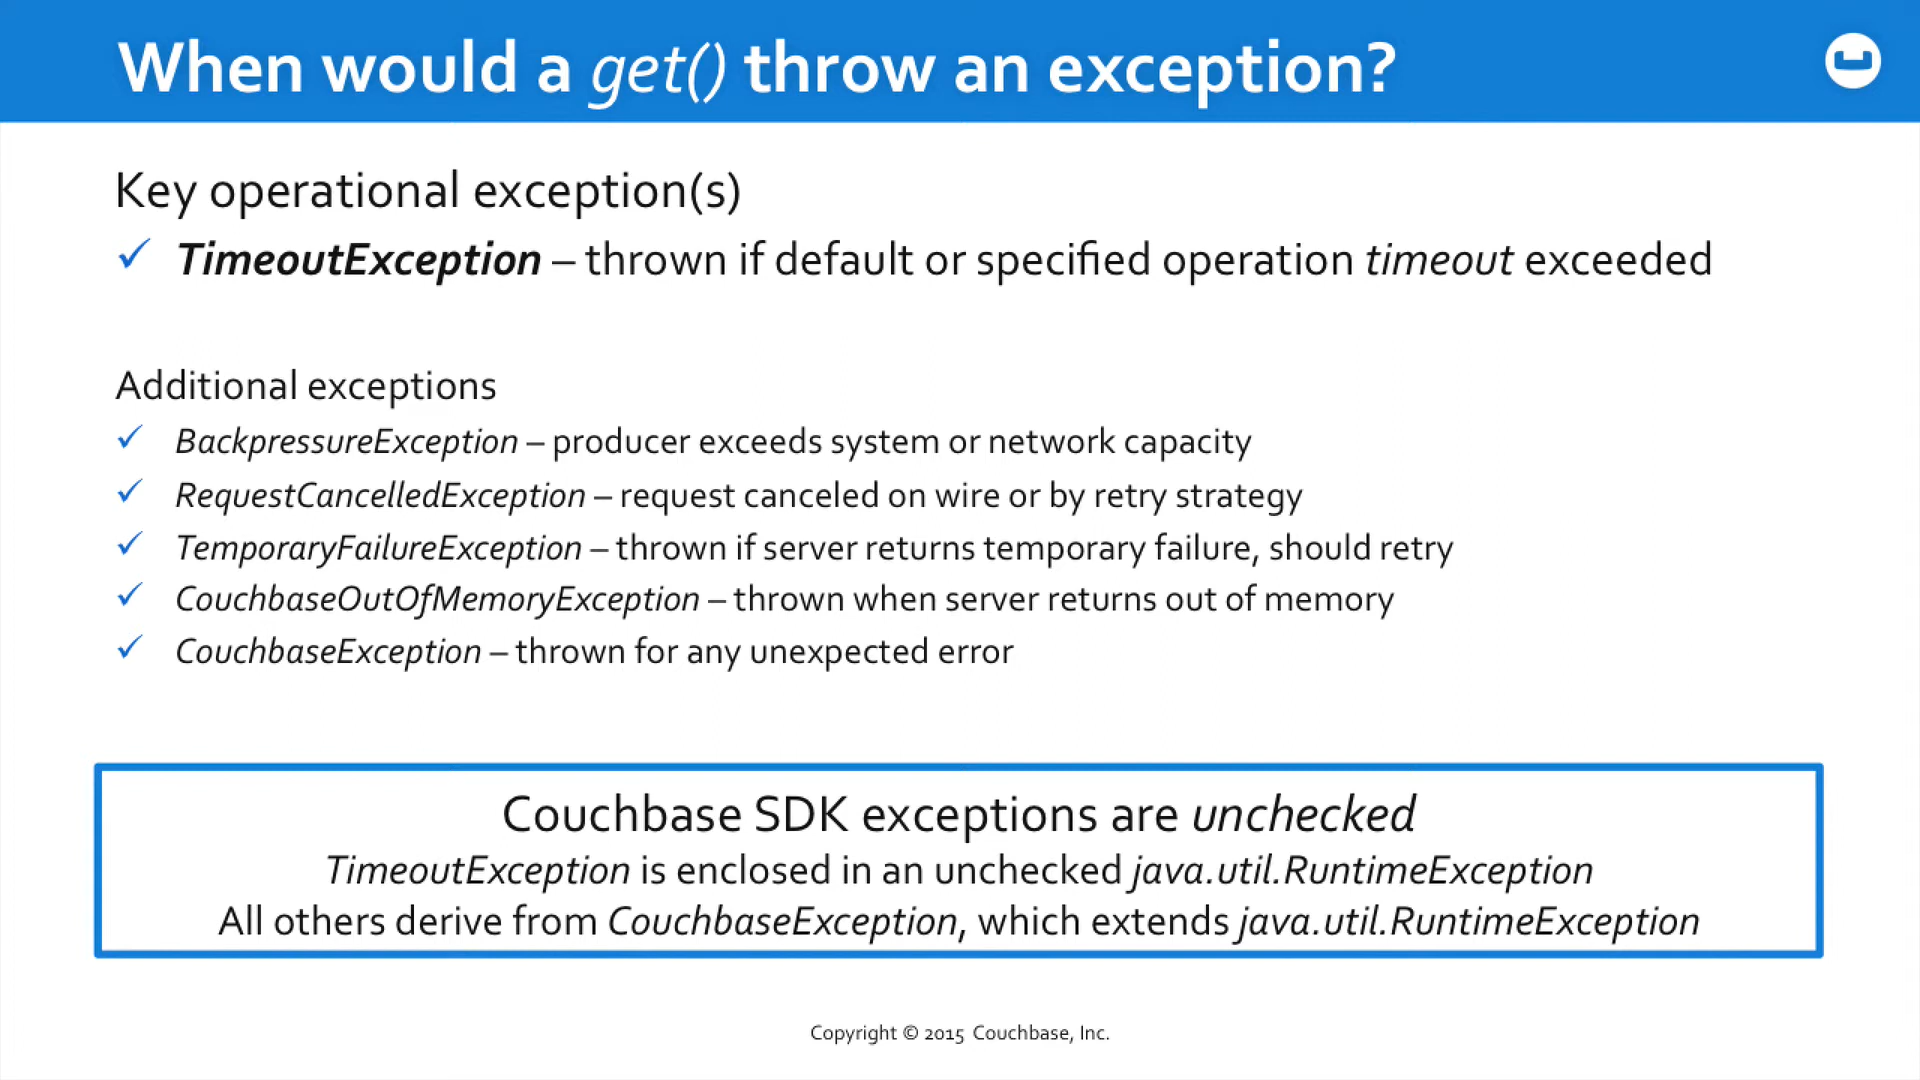 When would a get() throw an exception?
Key operational exception(s)
✓ TimeoutException – thrown if default or specified operation timeout exceeded
Additional exceptions
✓ BackpressureException – producer exceeds system or network capacity
✓ RequestCancelledException – request canceled on wire or by retry strategy
✓ TemporaryFailureException – thrown if server returns temporary failure, should retry
✓ CouchbaseOutOfMemoryException – thrown when server returns out of memory
✓ CouchbaseException – thrown for any unexpected error
Couchbase SDK exceptions are unchecked
TimeoutException is enclosed in an unchecked java.util.RuntimeException
All others derive from CouchbaseException, which extends java.util.RuntimeException
Copyright © 2015 Couchbase, Inc.